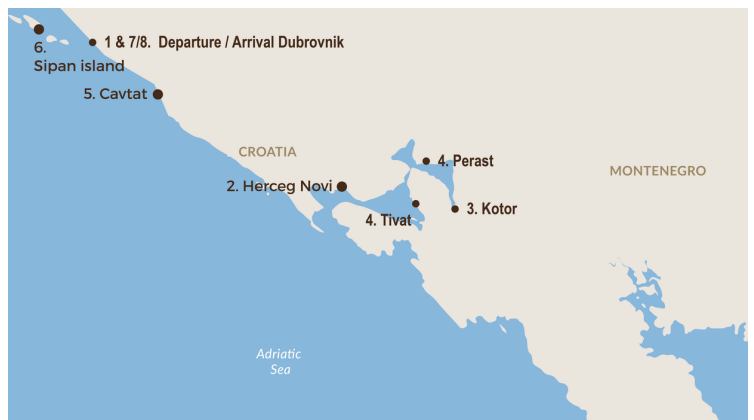 1 & 7/8. Departure / Arrival Dubrovnik
6.
Sipan island
5. Cavtat
CROATIA
4. Perast
MONTENEGRO
2. Herceg Novi
3. Kotor
4. Tivat
Adriatic
Sea